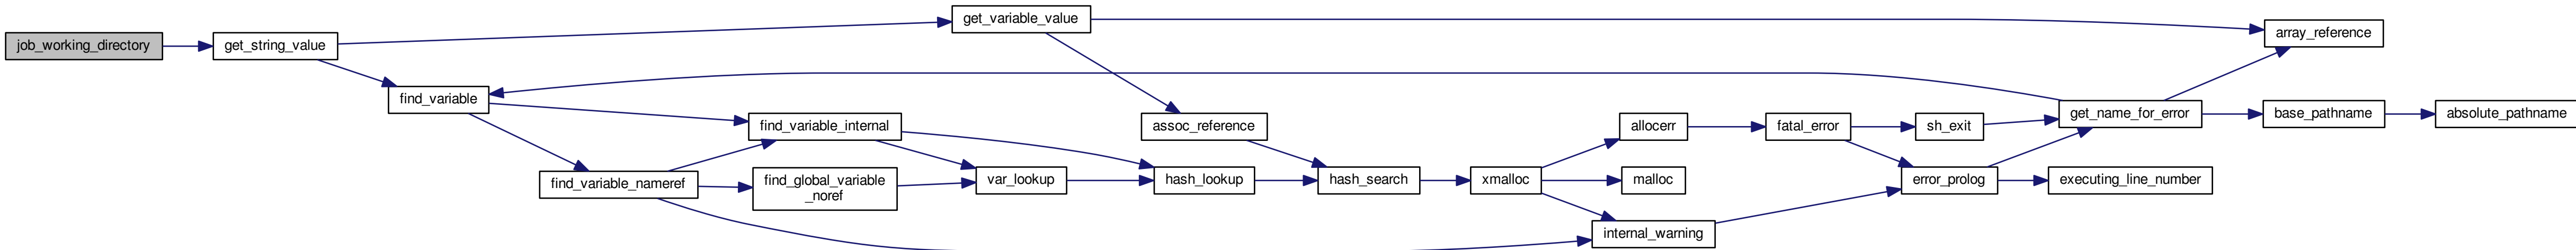 job_working_directory
get_string_value
get_variable_value
array_reference
find_variable
find_variable_internal
assoc_reference
allocerr
fatal_error
sh_exit
get_name_for_error
base_pathname
absolute_pathname
find_variable_nameref
find_global_variable
_noref
var_lookup
hash_lookup
hash_search
xmalloc
malloc
error_prolog
executing_line_number
internal_warning